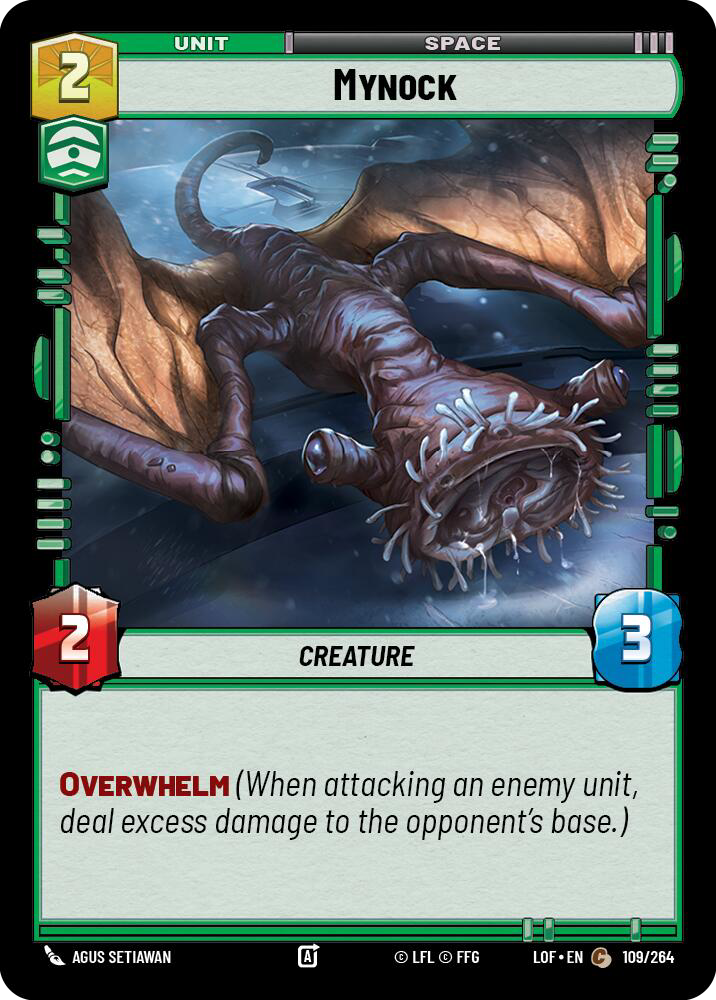 UNIT
SPACE
2
MYNOCK
2
CREATURE
3
OVERWHELM (When attacking an enemy unit,
deal excess damage to the opponent's base.)
AGUS SETIAWAN
A
© LFL © FFG
LOF • EN
C
109/264